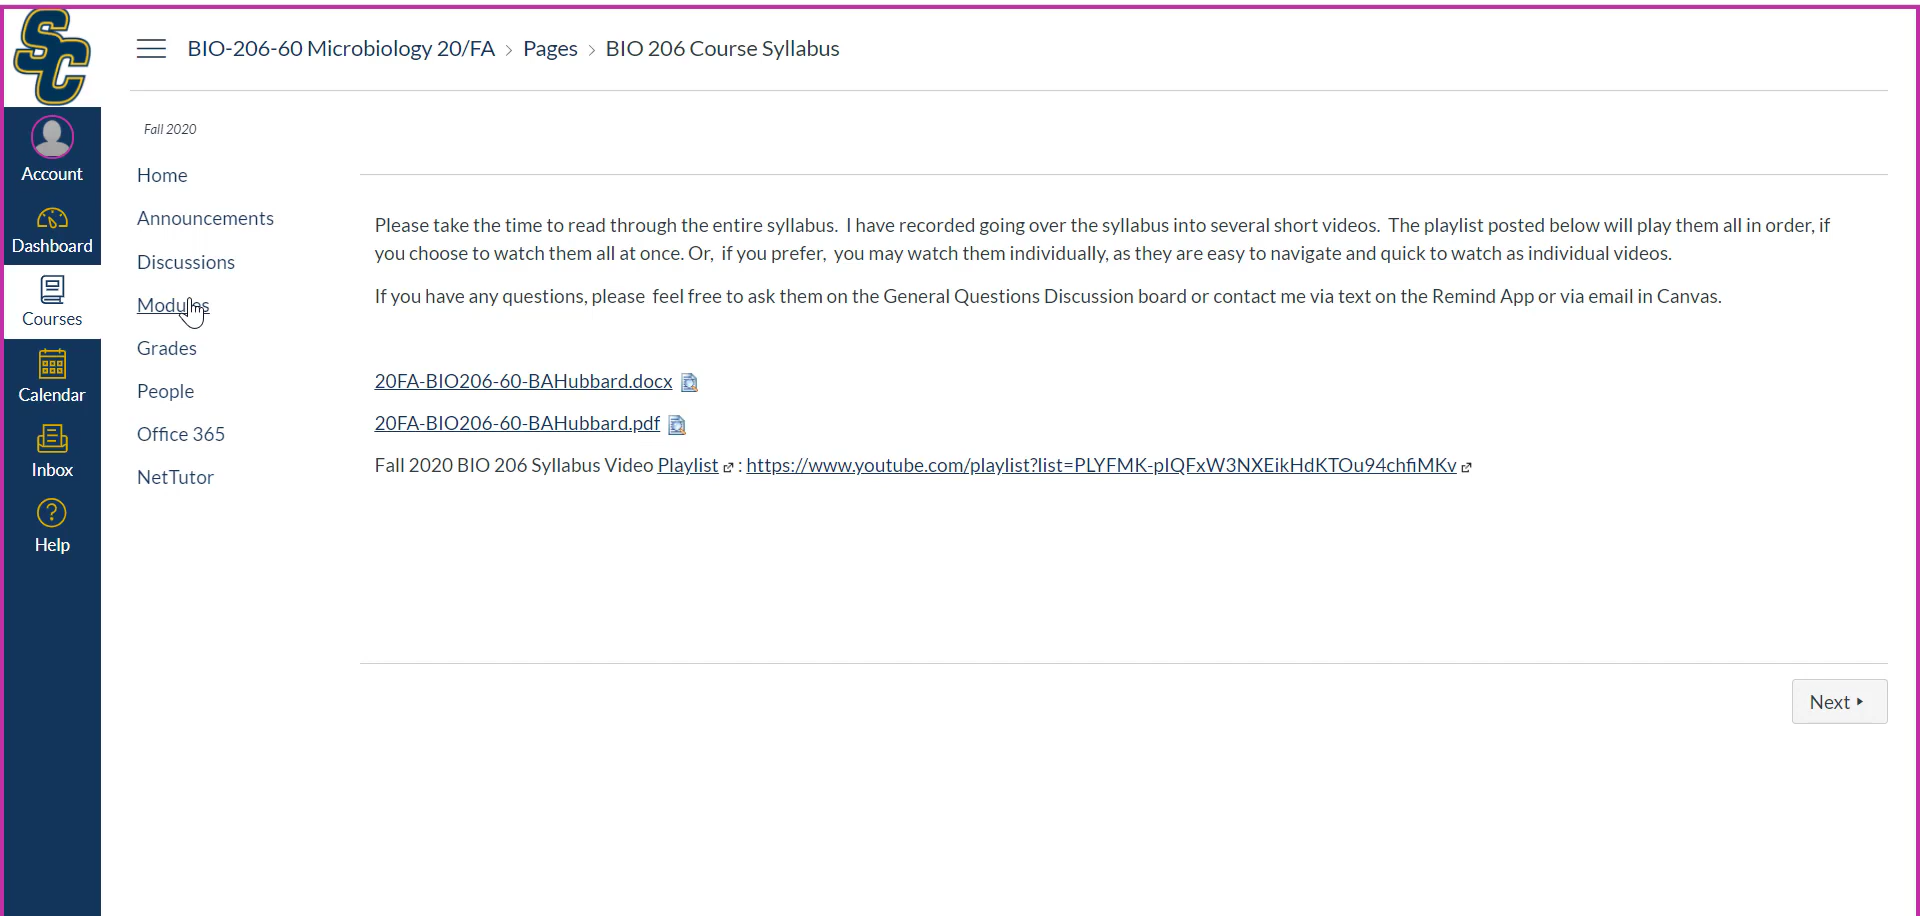 SC
BIO-206-60 Microbiology 20/FA > Pages > BIO 206 Course Syllabus
Account
Dashboard
Courses
Calendar
Inbox
Help
Fall 2020
Home
Announcements
Discussions
Modules
Grades
People
Office 365
NetTutor
Please take the time to read through the entire syllabus. I have recorded going over the syllabus into several short videos. The playlist posted below will play them all in order, if
you choose to watch them all at once. Or, if you prefer, you may watch them individually, as they are easy to navigate and quick to watch as individual videos.
If you have any questions, please feel free to ask them on the General Questions Discussion board or contact me via text on the Remind App or via email in Canvas.
20FA-BIO206-60-BAHubbard.docx
20FA-BIO206-60-BAHubbard.pdf
Fall 2020 BIO 206 Syllabus Video Playlist : https://www.youtube.com/playlist?list=PLYFMK-pIQFxW3NXEikHdKTOu94chfiMKv
Next